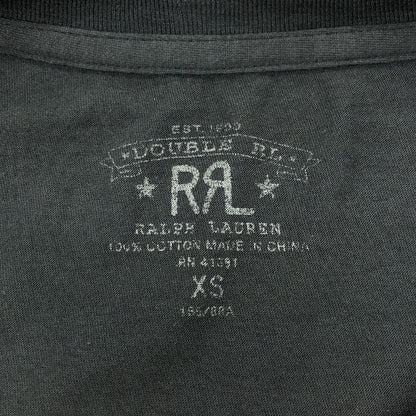 EST. 1993
★DOUBLE RL★
★ RRL ★
RALPH LAUREN
100% COTTON MADE IN CHINA
RN 41381
XS
165/88A